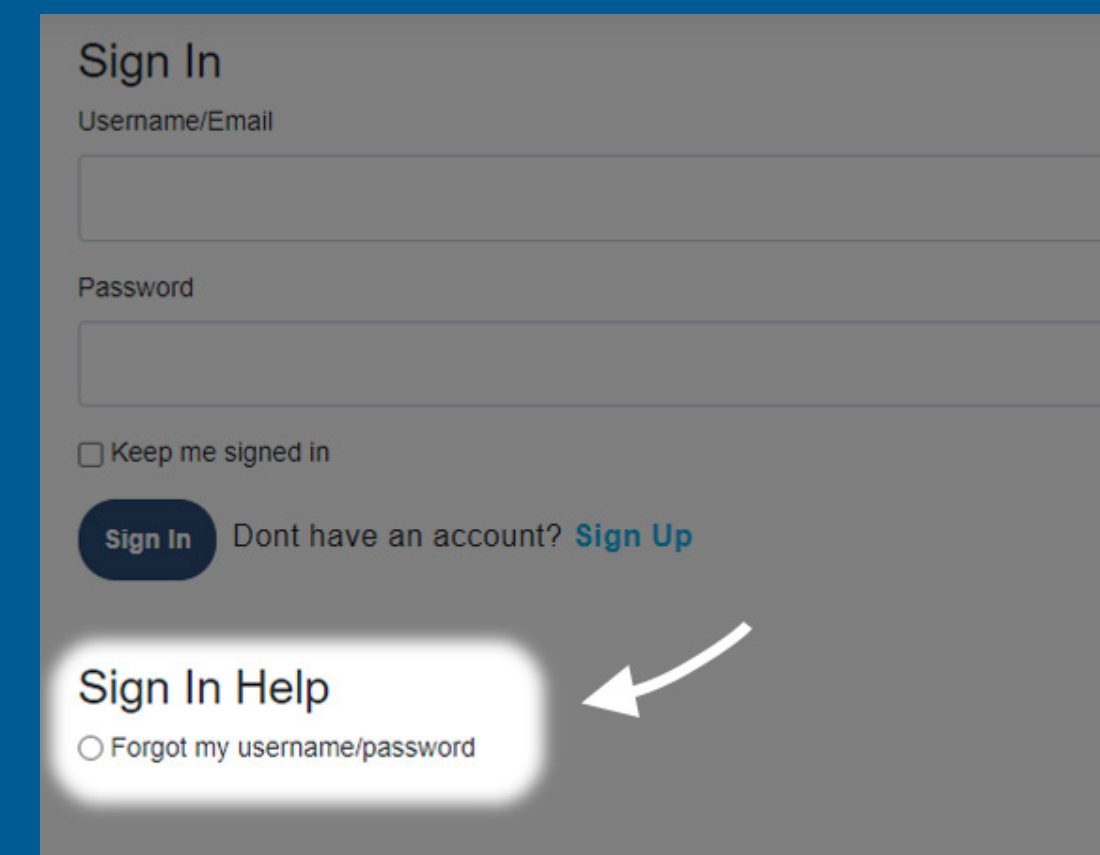 Sign In
Username/Email
Password
Keep me signed in
Sign In Dont have an account? Sign Up
Sign In Help
Forgot my username/password